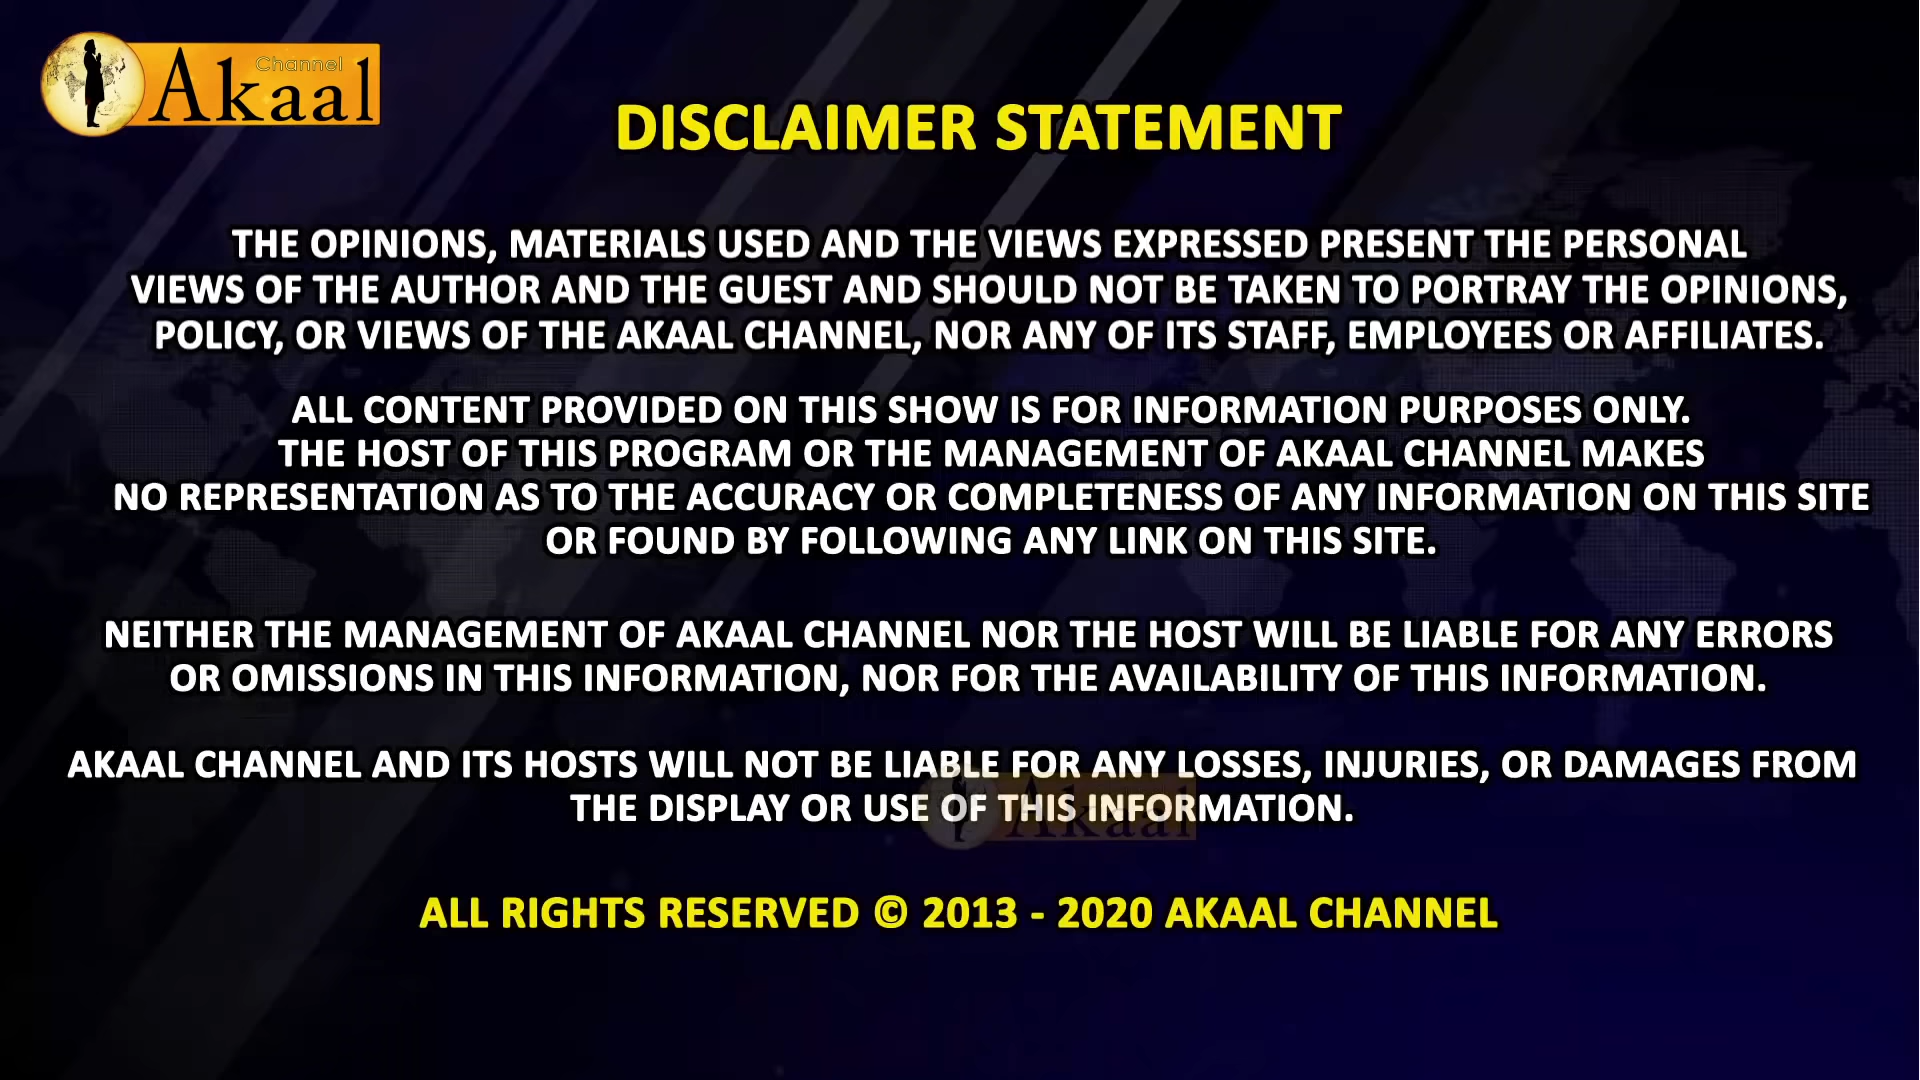 Channel
Akaal
DISCLAIMER STATEMENT
THE OPINIONS, MATERIALS USED AND THE VIEWS EXPRESSED PRESENT THE PERSONAL
VIEWS OF THE AUTHOR AND THE GUEST AND SHOULD NOT BE TAKEN TO PORTRAY THE OPINIONS,
POLICY, OR VIEWS OF THE AKAAL CHANNEL, NOR ANY OF ITS STAFF, EMPLOYEES OR AFFILIATES.
ALL CONTENT PROVIDED ON THIS SHOW IS FOR INFORMATION PURPOSES ONLY.
THE HOST OF THIS PROGRAM OR THE MANAGEMENT OF AKAAL CHANNEL MAKES
NO REPRESENTATION AS TO THE ACCURACY OR COMPLETENESS OF ANY INFORMATION ON THIS SITE
OR FOUND BY FOLLOWING ANY LINK ON THIS SITE.
NEITHER THE MANAGEMENT OF AKAAL CHANNEL NOR THE HOST WILL BE LIABLE FOR ANY ERRORS
OR OMISSIONS IN THIS INFORMATION, NOR FOR THE AVAILABILITY OF THIS INFORMATION.
AKAAL CHANNEL AND ITS HOSTS WILL NOT BE LIABLE FOR ANY LOSSES, INJURIES, OR DAMAGES FROM
THE DISPLAY OR USE OF THIS INFORMATION.
Akaal
ALL RIGHTS RESERVED © 2013 - 2020 AKAAL CHANNEL